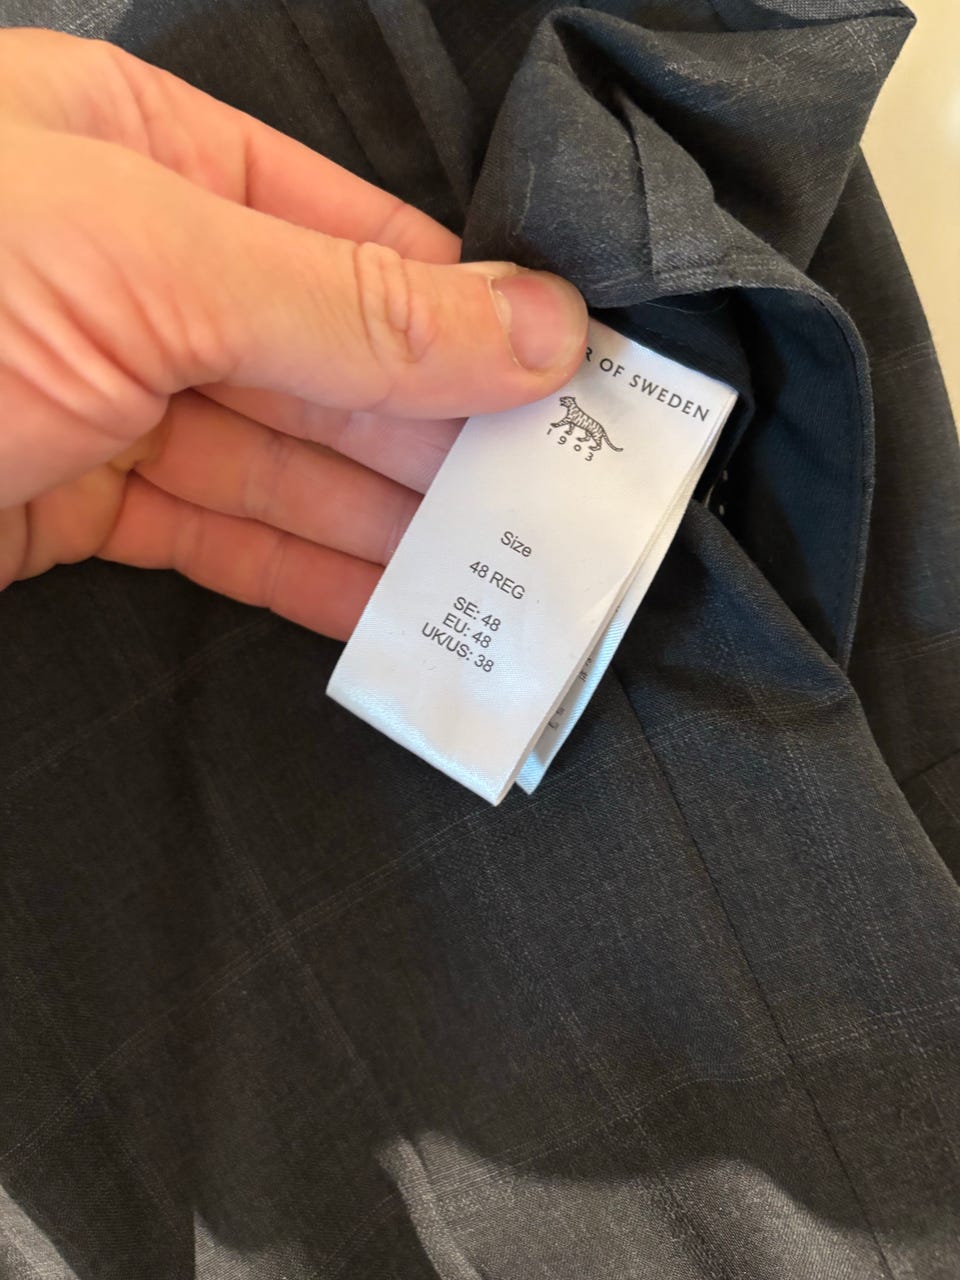 R OF SWEDEN
1903
Size
48 REG
SE: 48
EU: 48
UK/US: 38